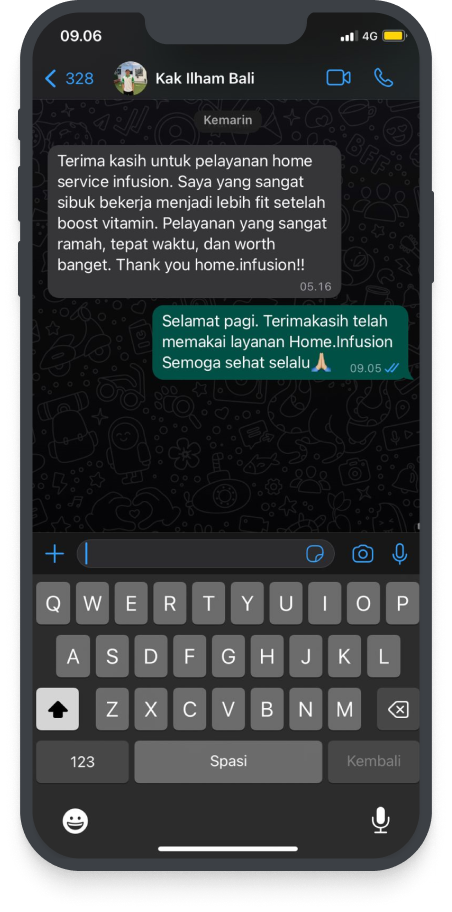 09.06
4G
328
Kak Ilham Bali
Kemarin
Terima kasih untuk pelayanan home
service infusion. Saya yang sangat
sibuk bekerja menjadi lebih fit setelah
boost vitamin. Pelayanan yang sangat
ramah, tepat waktu, dan worth
banget. Thank you home.infusion!!
05.16
Selamat pagi. Terimakasih telah
memakai layanan Home.Infusion
Semoga sehat selalu🙏🏼
09.05
Q W E R T Y U I O P
A S D F G H J K L
Z X C V B N M
123 Spasi Kembali